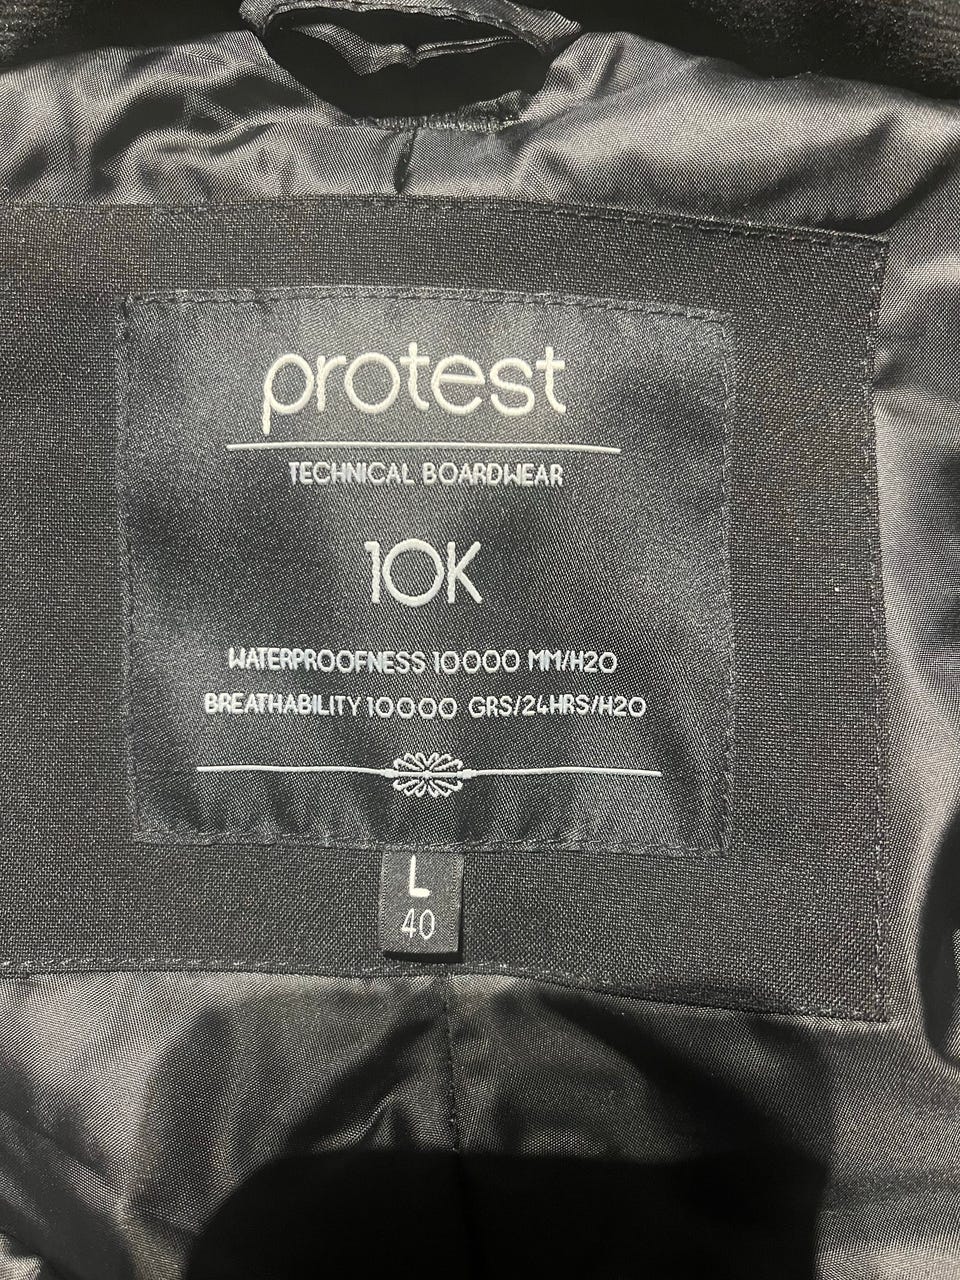 protest
TECHNICAL BOARDWEAR
10K
WATERPROOFNESS 10000 MM/H2O
BREATHABILITY 10000 GRS/24HRS/H2O
L
40